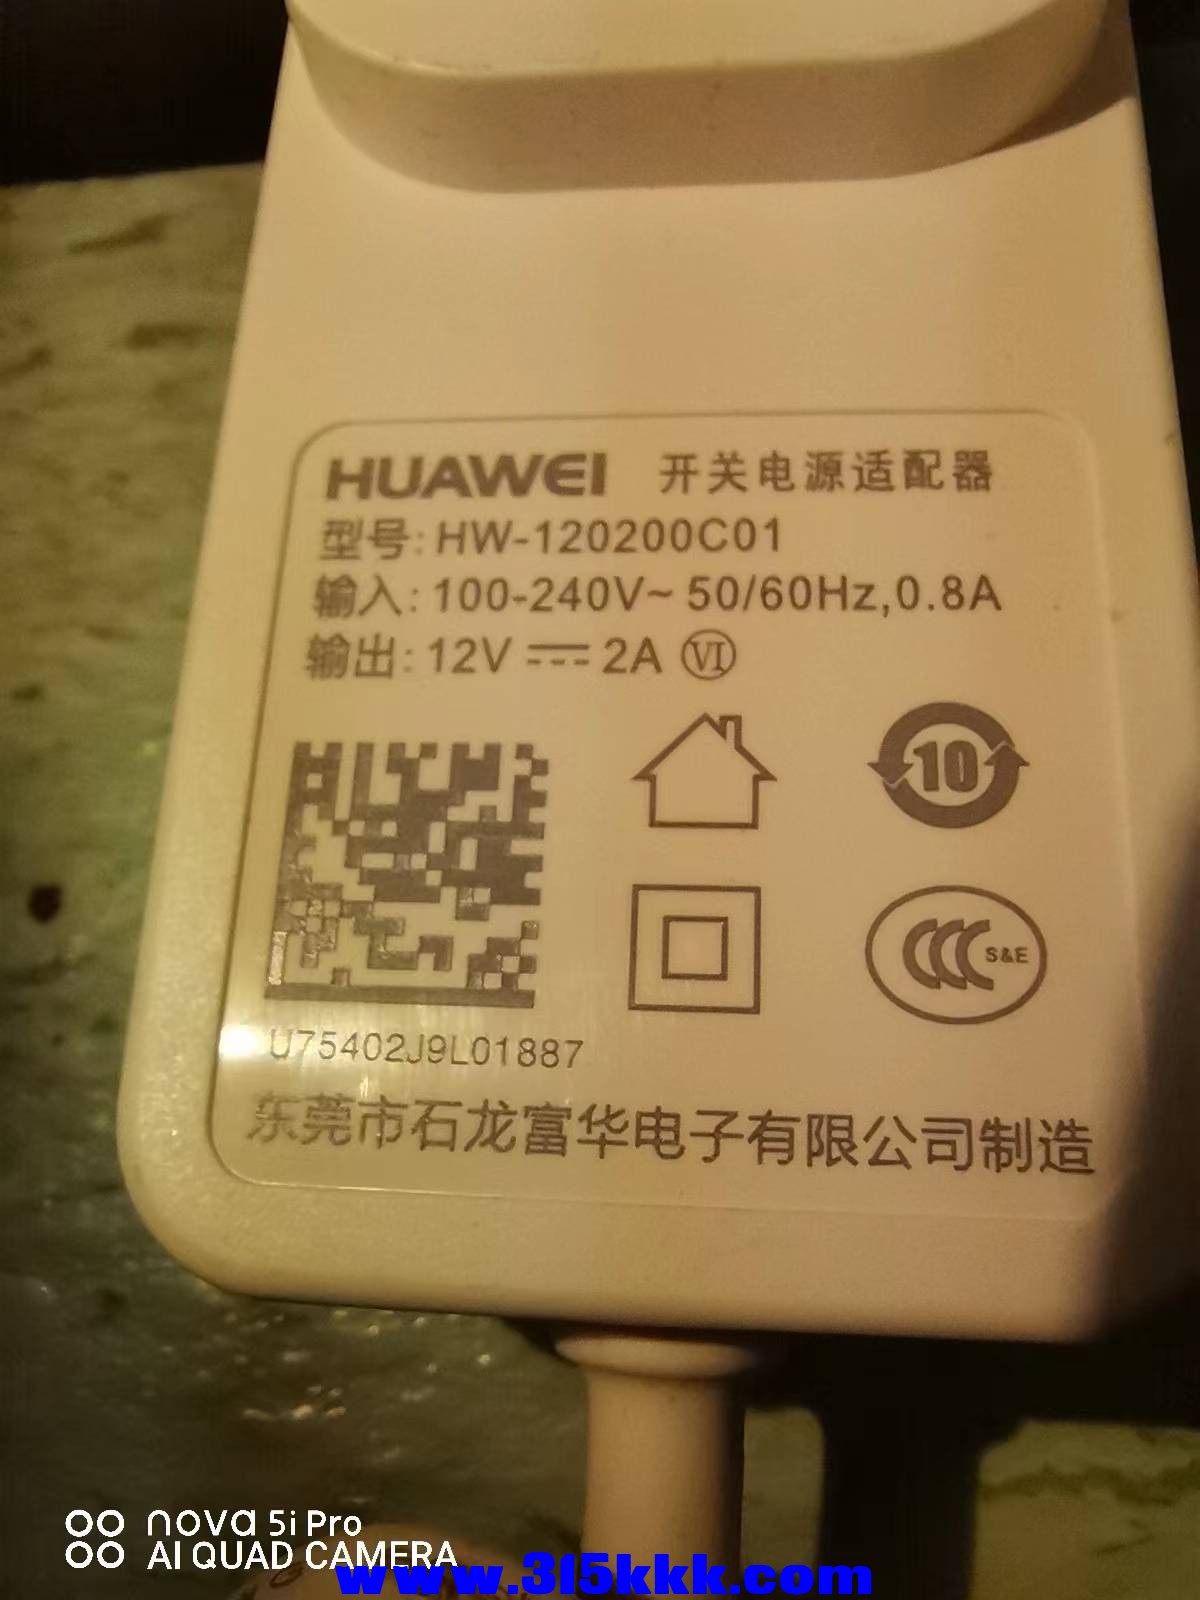 HUAWEI 开关电源适配器
型号: HW-120200C01
输入: 100-240V~ 50/60Hz,0.8A
输出: 12V ⎓ 2A Ⅵ
10
S&E
U75402J9L01887
东莞市石龙富华电子有限公司制造
nova 5i Pro
AI QUAD CAMERA
www.315kkk.com